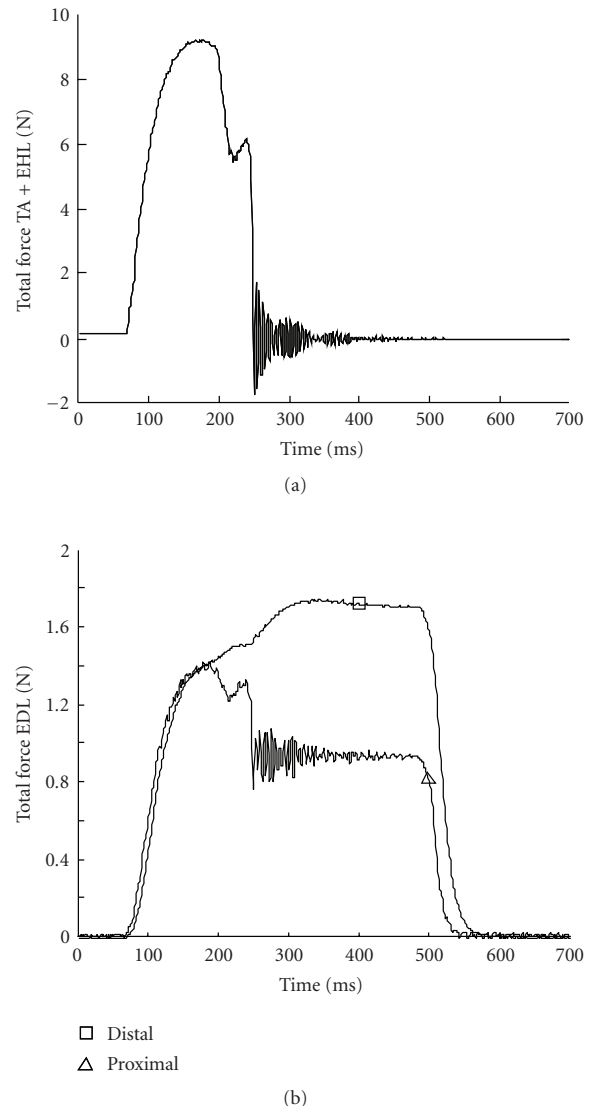 10
8
6
4
2
0
−2
Total force TA + EHL (N)
0 100 200 300 400 500 600 700
Time (ms)
(a)
2
1.6
1.2
0.8
0.4
0
Total force EDL (N)
0 100 200 300 400 500 600 700
Time (ms)
Distal
Proximal
(b)